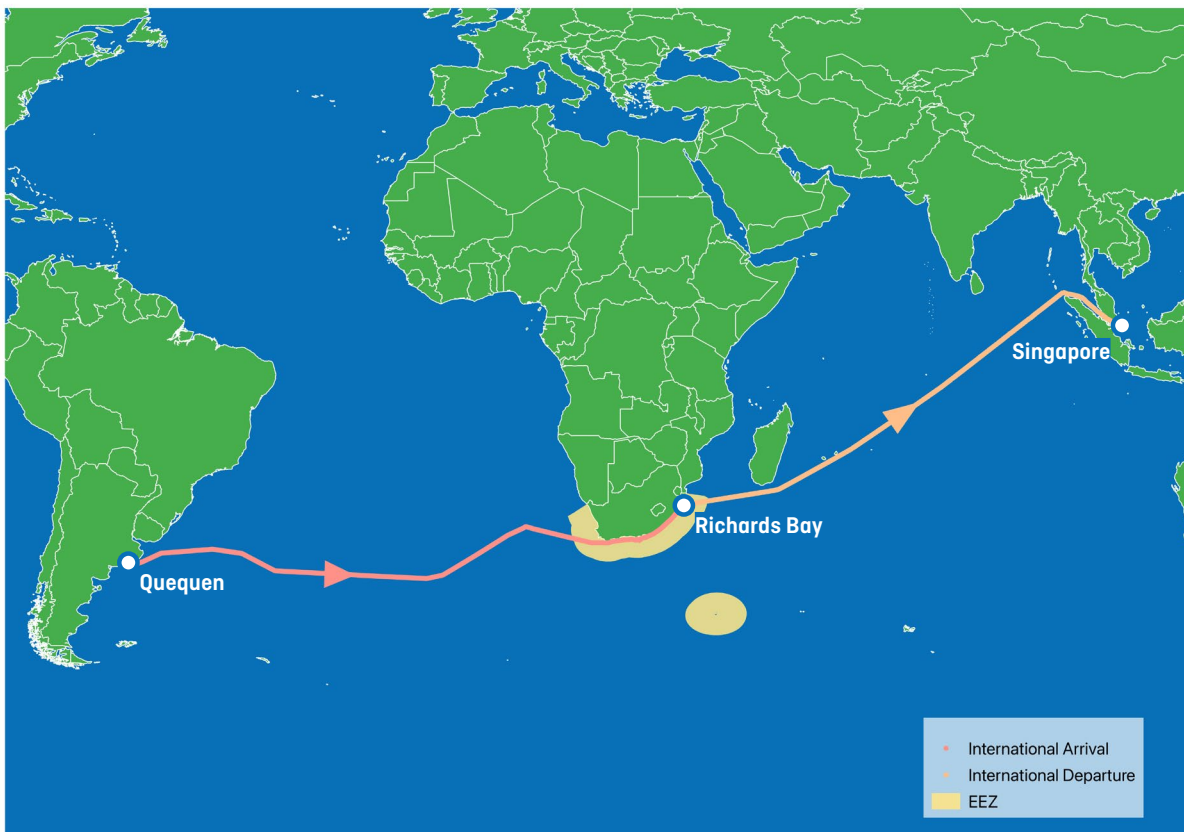 Singapore
Richards Bay
Quequen
International Arrival
International Departure
EEZ